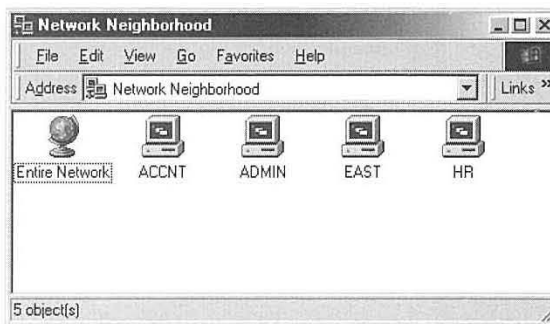 Network Neighborhood
File Edit View Go Favorites Help
Address Network Neighborhood Links »
Entire Network ACCNT ADMIN EAST HR
5 object(s)